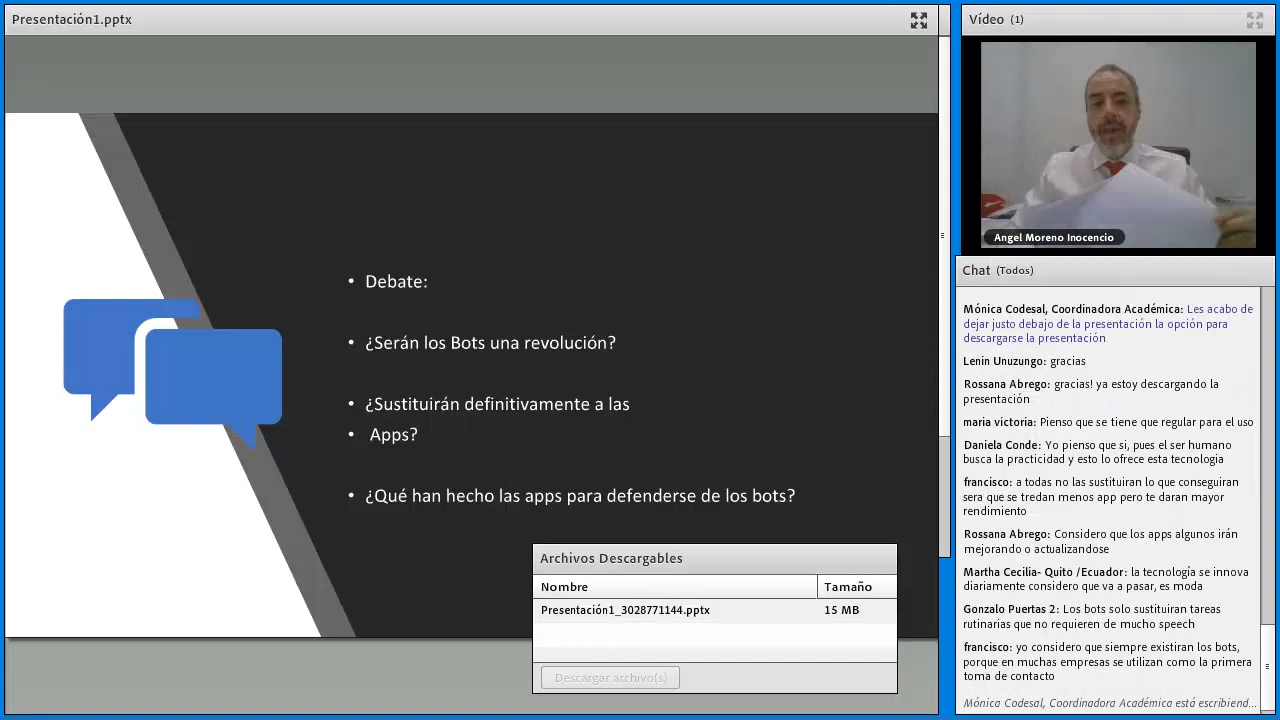 Presentación1.pptx
• Debate:
• ¿Serán los Bots una revolución?
• ¿Sustituirán definitivamente a las
• Apps?
• ¿Qué han hecho las apps para defenderse de los bots?
Archivos Descargables
Nombre Tamaño
Presentación1_3028771144.pptx 15 MB
Descargar archivo(s)
Vídeo (1)
Angel Moreno Inocencio
Chat (Todos)
Mónica Codesal, Coordinadora Académica: Les acabo de
dejar justo debajo de la presentación la opción para
descargarse la presentación
Lenin Unuzungo: gracias
Rossana Abrego: gracias! ya estoy descargando la
presentación
maria victoria: Pienso que se tiene que regular para el uso
Daniela Conde: Yo pienso que si, pues el ser humano
busca la practicidad y esto lo ofrece esta tecnologia
francisco: a todas no las sustituiran lo que conseguiran
sera que se tredan menos app pero te daran mayor
rendimiento
Rossana Abrego: Considero que los apps algunos irán
mejorando o actualizandose
Martha Cecilia- Quito /Ecuador: la tecnología se innova
diariamente considero que va a pasar, es moda
Gonzalo Puertas 2: Los bots solo sustituiran tareas
rutinarias que no requieren de mucho speech
francisco: yo considero que siempre existiran los bots,
porque en muchas empresas se utilizan como la primera
toma de contacto
Mónica Codesal, Coordinadora Académica está escribiend...